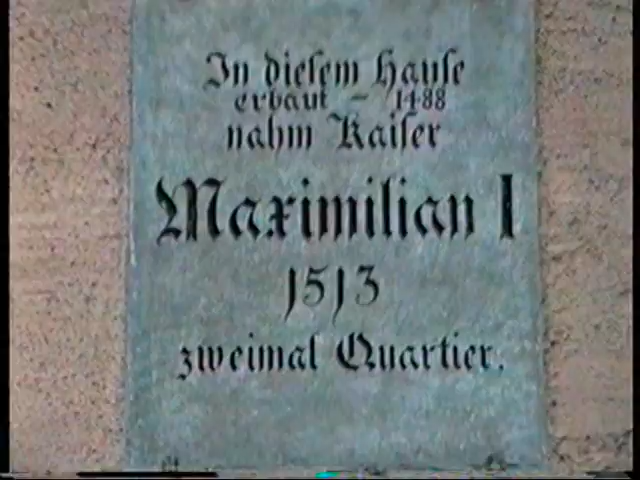 In dieſem Hauſe
erbaut – 1488
nahm Kaiſer
Maximilian I
1513
zweimal Quartier.